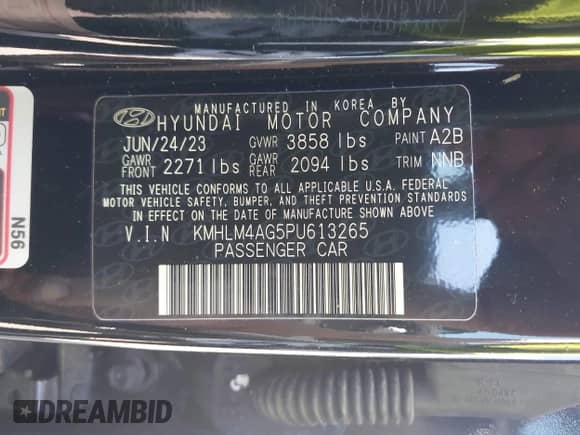 MANUFACTURED IN KOREA BY
HYUNDAI MOTOR COMPANY
JUN/24/23 GVWR 3858 lbs PAINT A2B
GAWR FRONT 2271 lbs GAWR REAR 2094 lbs TRIM NNB
THIS VEHICLE CONFORMS TO ALL APPLICABLE U.S.A. FEDERAL
MOTOR VEHICLE SAFETY, BUMPER, AND THEFT PREVENTION STANDARDS
IN EFFECT ON THE DATE OF MANUFACTURE SHOWN ABOVE.
V.I.N KMHLM4AG5PU613265
PASSENGER CAR
N56
DREAMBID